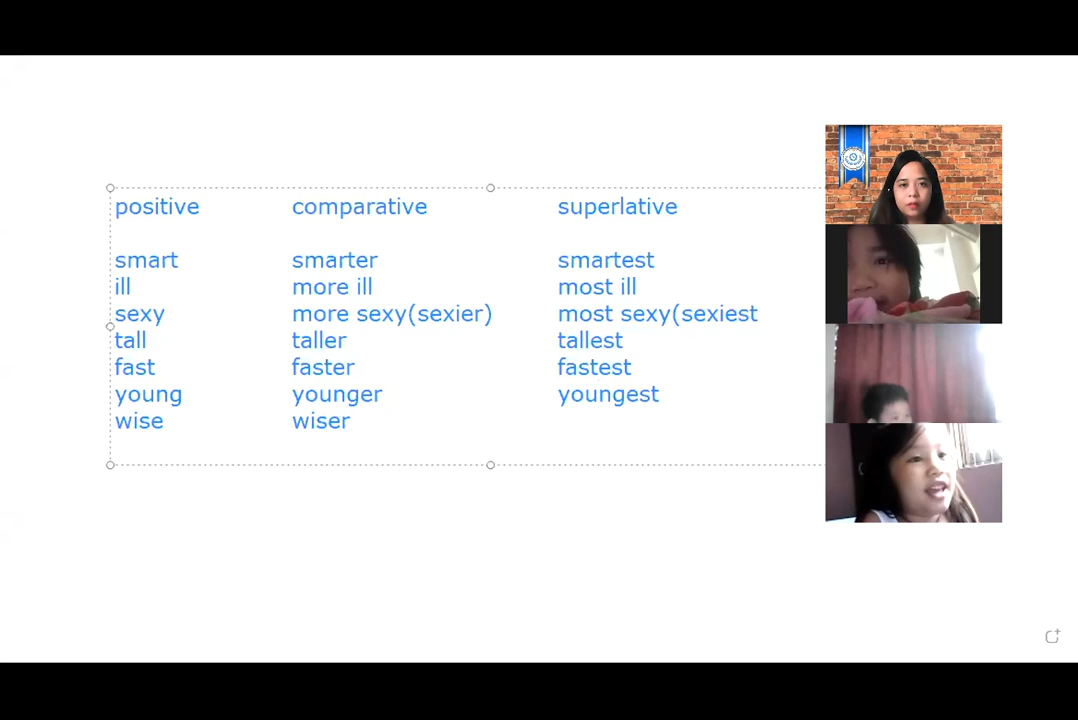 positive comparative superlative
smart smarter smartest
ill more ill most ill
sexy more sexy(sexier) most sexy(sexiest
tall taller tallest
fast faster fastest
young younger youngest
wise wiser